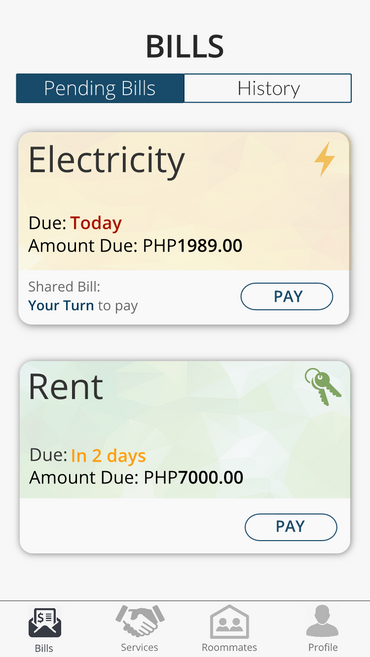 BILLS
Pending Bills
History
Electricity
Due: Today
Amount Due: PHP1989.00
Shared Bill:
Your Turn to pay
PAY
Rent
Due: In 2 days
Amount Due: PHP7000.00
PAY
Bills
Services
Roommates
Profile